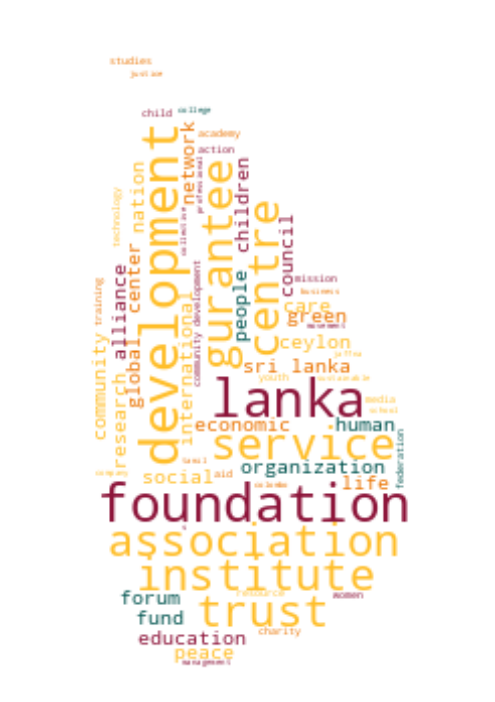 studies
justice
child
college
development
network
academy
action
professional
nation
technology
gurantee
children
centre
council
collective
center
alliance
global
training
community
research
international
community development
people
mission
business
care
green
movement
ceylon
jaffna
sri lanka
youth
sustainable
lanka
media
school
economic
human
service
federation
tamil
organization
company
social
aid
colombo
life
foundation
association
institute
forum
resource
women
fund
trust
charity
education
peace
management